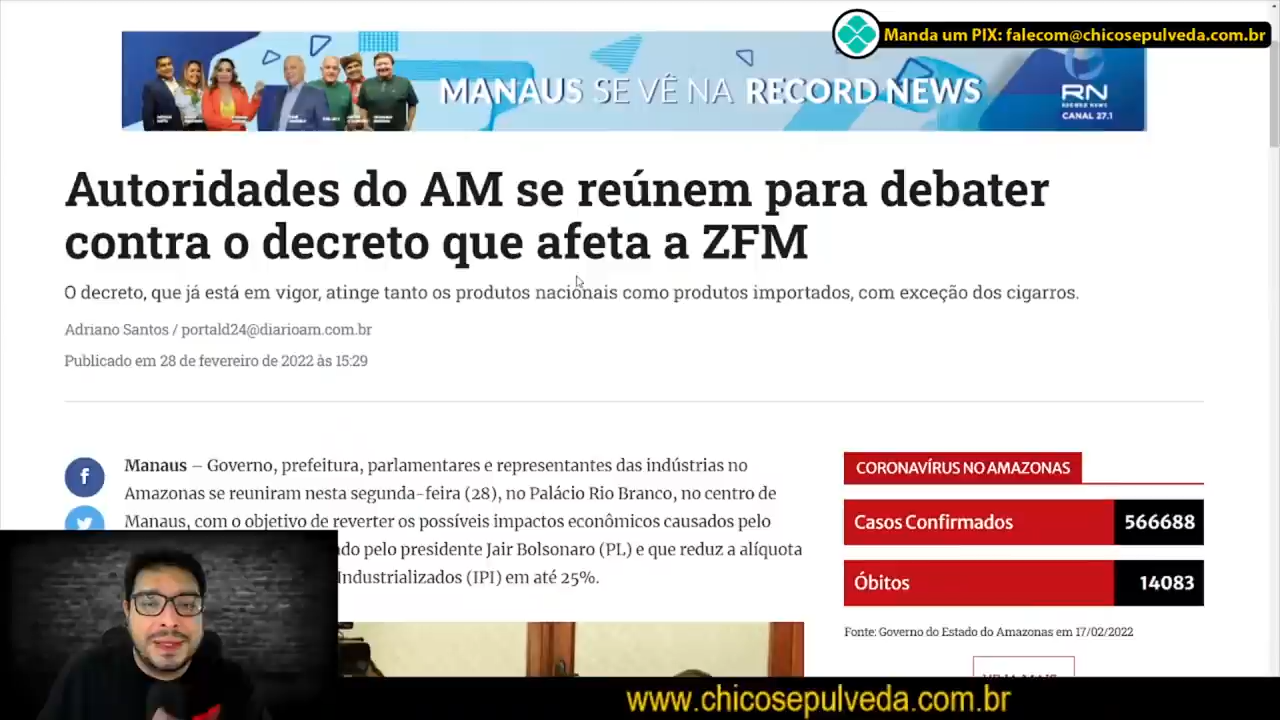 Manda um PIX: falecom@chicosepulveda.com.br
MANAUS SE VÊ NA RECORD NEWS
RN
RECORD NEWS
CANAL 27.1
Autoridades do AM se reúnem para debater
contra o decreto que afeta a ZFM
O decreto, que já está em vigor, atinge tanto os produtos nacionais como produtos importados, com exceção dos cigarros.
Adriano Santos / portald24@diarioam.com.br
Publicado em 28 de fevereiro de 2022 às 15:29
f
Manaus – Governo, prefeitura, parlamentares e representantes das indústrias no
Amazonas se reuniram nesta segunda-feira (28), no Palácio Rio Branco, no centro de
Manaus, com o objetivo de reverter os possíveis impactos econômicos causados pelo
do pelo presidente Jair Bolsonaro (PL) e que reduz a alíquota
Industrializados (IPI) em até 25%.
CORONAVÍRUS NO AMAZONAS
Casos Confirmados 566688
Óbitos 14083
Fonte: Governo do Estado do Amazonas em 17/02/2022
www.chicosepulveda.com.br